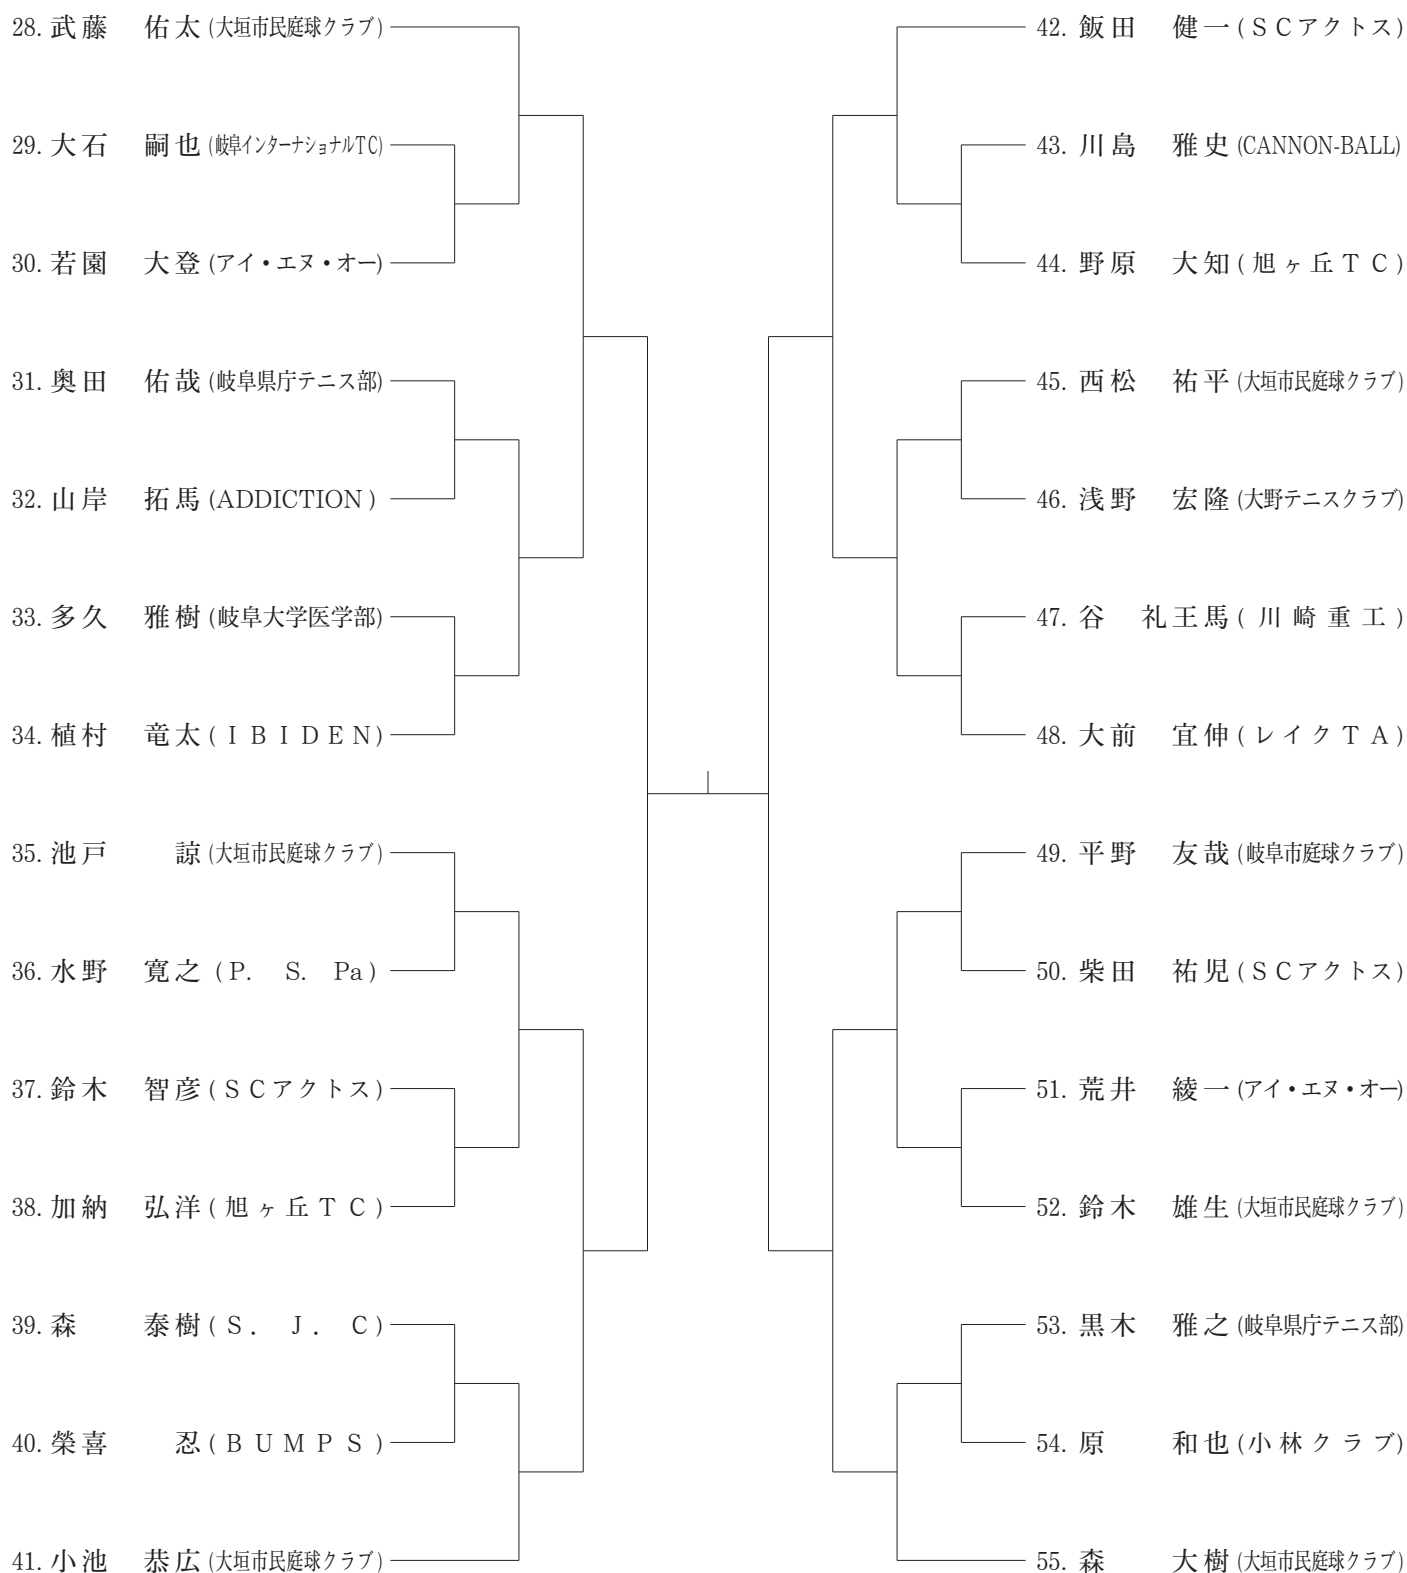 28. 武藤　佑太 (大垣市民庭球クラブ)
29. 大石　嗣也 (岐阜インターナショナルTC)
30. 若園　大登 (アイ・エヌ・オー)
31. 奥田　佑哉 (岐阜県庁テニス部)
32. 山岸　拓馬 (ADDICTION)
33. 多久　雅樹 (岐阜大学医学部)
34. 植村　竜太 (ＩＢＩＤＥＮ)
35. 池戸　諒 (大垣市民庭球クラブ)
36. 水野　寛之 (P. S. Pa)
37. 鈴木　智彦 (ＳＣアクトス)
38. 加納　弘洋 (旭ヶ丘ＴＣ)
39. 森　泰樹 (Ｓ．Ｊ．Ｃ)
40. 榮喜　忍 (ＢＵＭＰＳ)
41. 小池　恭広 (大垣市民庭球クラブ)
42. 飯田　健一 (ＳＣアクトス)
43. 川島　雅史 (CANNON-BALL)
44. 野原　大知 (旭ヶ丘ＴＣ)
45. 西松　祐平 (大垣市民庭球クラブ)
46. 浅野　宏隆 (大野テニスクラブ)
47. 谷　礼王馬 (川崎重工)
48. 大前　宜伸 (レイクＴＡ)
49. 平野　友哉 (岐阜市庭球クラブ)
50. 柴田　祐児 (ＳＣアクトス)
51. 荒井　綾一 (アイ・エヌ・オー)
52. 鈴木　雄生 (大垣市民庭球クラブ)
53. 黒木　雅之 (岐阜県庁テニス部)
54. 原　和也 (小林クラブ)
55. 森　大樹 (大垣市民庭球クラブ)